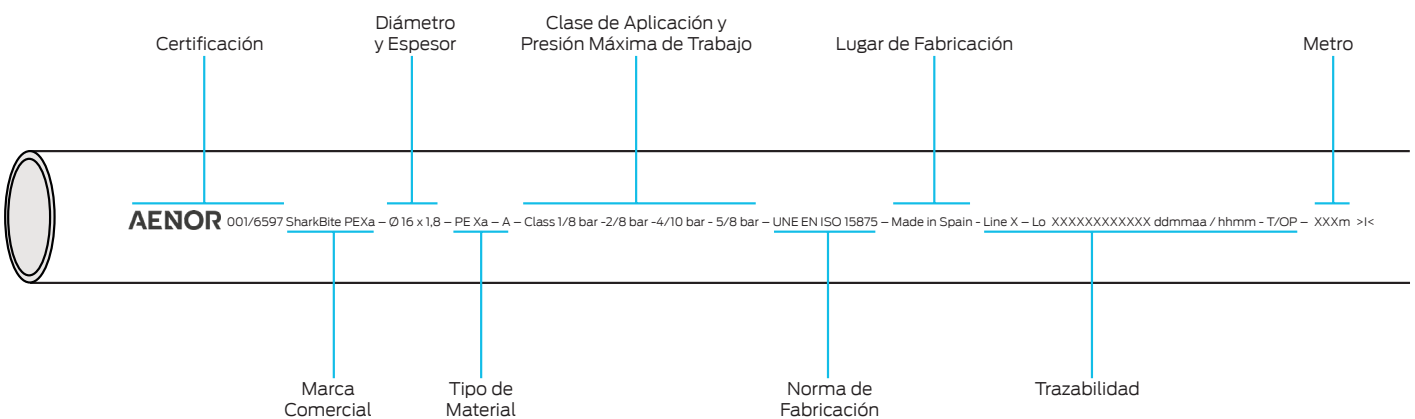 Certificación
Diámetro
y Espesor
Clase de Aplicación y
Presión Máxima de Trabajo
Lugar de Fabricación
Metro
AENOR 001/6597 SharkBite PEXa – Ø 16 x 1,8 – PE Xa – A – Class 1/8 bar -2/8 bar -4/10 bar - 5/8 bar – UNE EN ISO 15875 – Made in Spain - Line X – Lo XXXXXXXXXXXX ddmmaa / hhmm - T/OP – XXXm >I<
Marca
Comercial
Tipo de
Material
Norma de
Fabricación
Trazabilidad